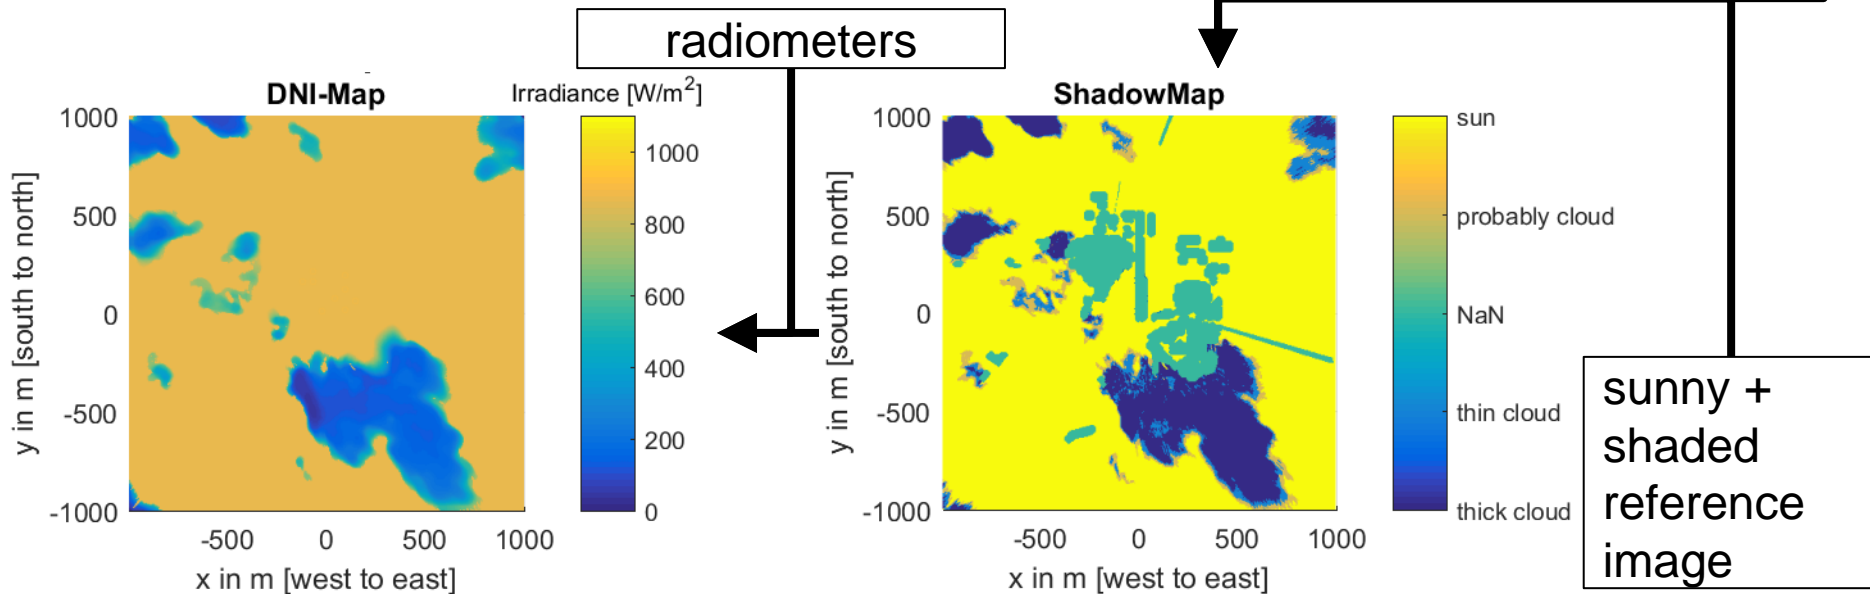 radiometers
DNI-Map
Irradiance [W/m²]
1000
500
0
-500
-1000
y in m [south to north]
-500 0 500 1000
x in m [west to east]
1000
800
600
400
200
0
ShadowMap
1000
500
0
-500
-1000
y in m [south to north]
-500 0 500 1000
x in m [west to east]
sun
probably cloud
NaN
thin cloud
thick cloud
sunny +
shaded
reference
image